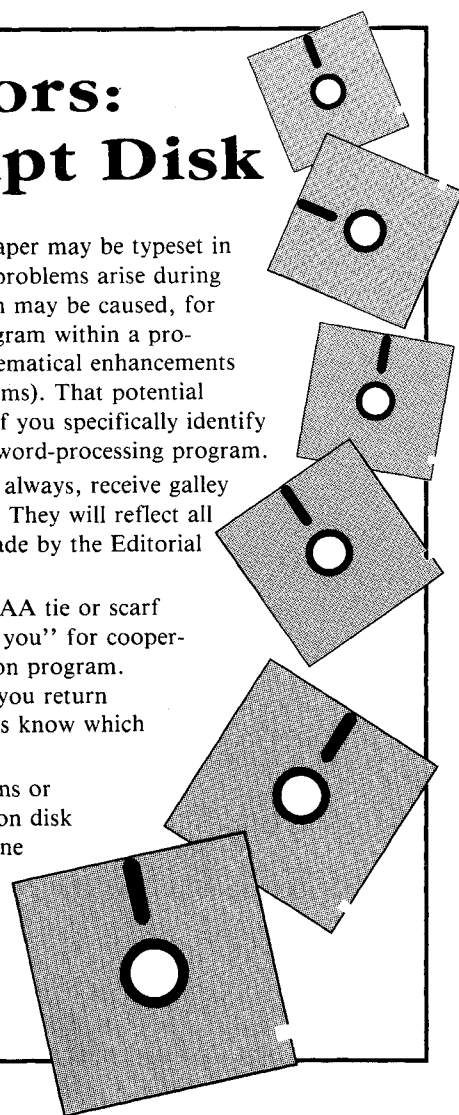 ors:
pt Disk
aper may be typeset in
problems arise during
n may be caused, for
gram within a pro-
ematical enhancements
ms). That potential
f you specifically identify
word-processing program.
always, receive galley
They will reflect all
ade by the Editorial
AA tie or scarf
you” for cooper-
on program.
you return
s know which
ns or
on disk
ne